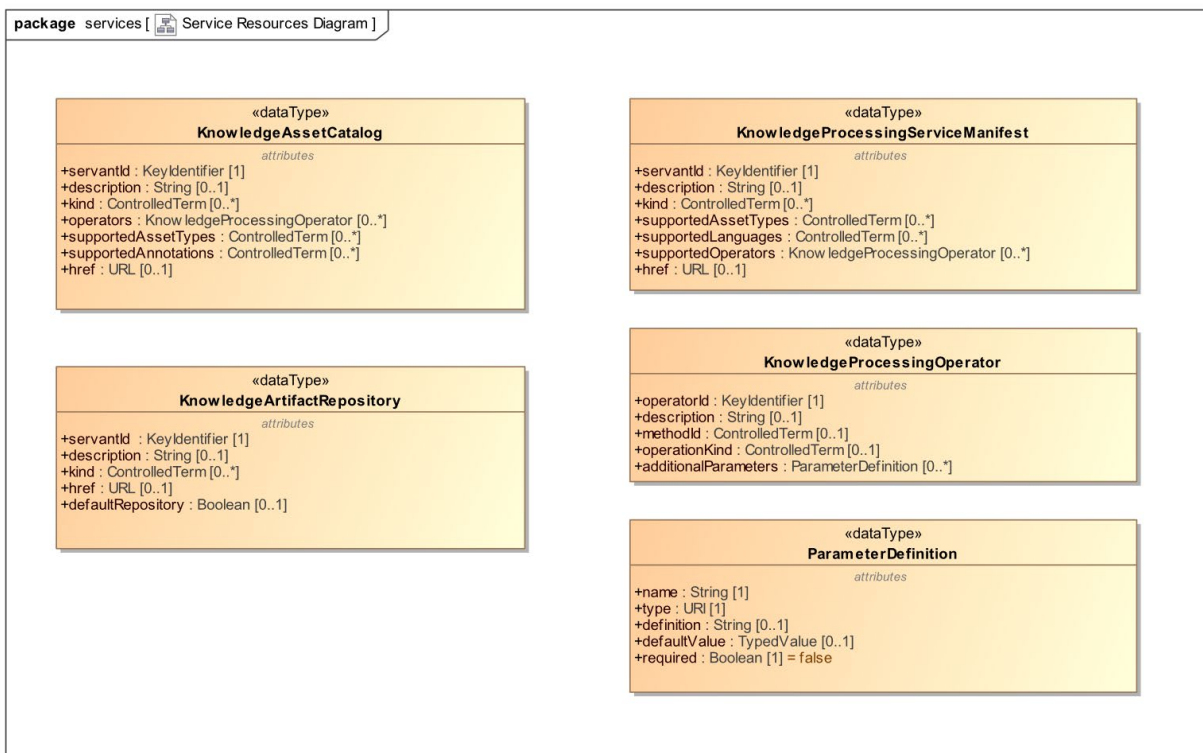 package services [ Service Resources Diagram ]
«dataType»
KnowledgeAssetCatalog
attributes
+servantId : KeyIdentifier [1]
+description : String [0..1]
+kind : ControlledTerm [0..*]
+operators : KnowledgeProcessingOperator [0..*]
+supportedAssetTypes : ControlledTerm [0..*]
+supportedAnnotations : ControlledTerm [0..*]
+href : URL [0..1]
«dataType»
KnowledgeArtifactRepository
attributes
+servantId : KeyIdentifier [1]
+description : String [0..1]
+kind : ControlledTerm [0..*]
+href : URL [0..1]
+defaultRepository : Boolean [0..1]
«dataType»
KnowledgeProcessingServiceManifest
attributes
+servantId : KeyIdentifier [1]
+description : String [0..1]
+kind : ControlledTerm [0..*]
+supportedAssetTypes : ControlledTerm [0..*]
+supportedLanguages : ControlledTerm [0..*]
+supportedOperators : KnowledgeProcessingOperator [0..*]
+href : URL [0..1]
«dataType»
KnowledgeProcessingOperator
attributes
+operatorId : KeyIdentifier [1]
+description : String [0..1]
+methodId : ControlledTerm [0..1]
+operationKind : ControlledTerm [0..1]
+additionalParameters : ParameterDefinition [0..*]
«dataType»
ParameterDefinition
attributes
+name : String [1]
+type : URI [1]
+definition : String [0..1]
+defaultValue : TypedValue [0..1]
+required : Boolean [1] = false